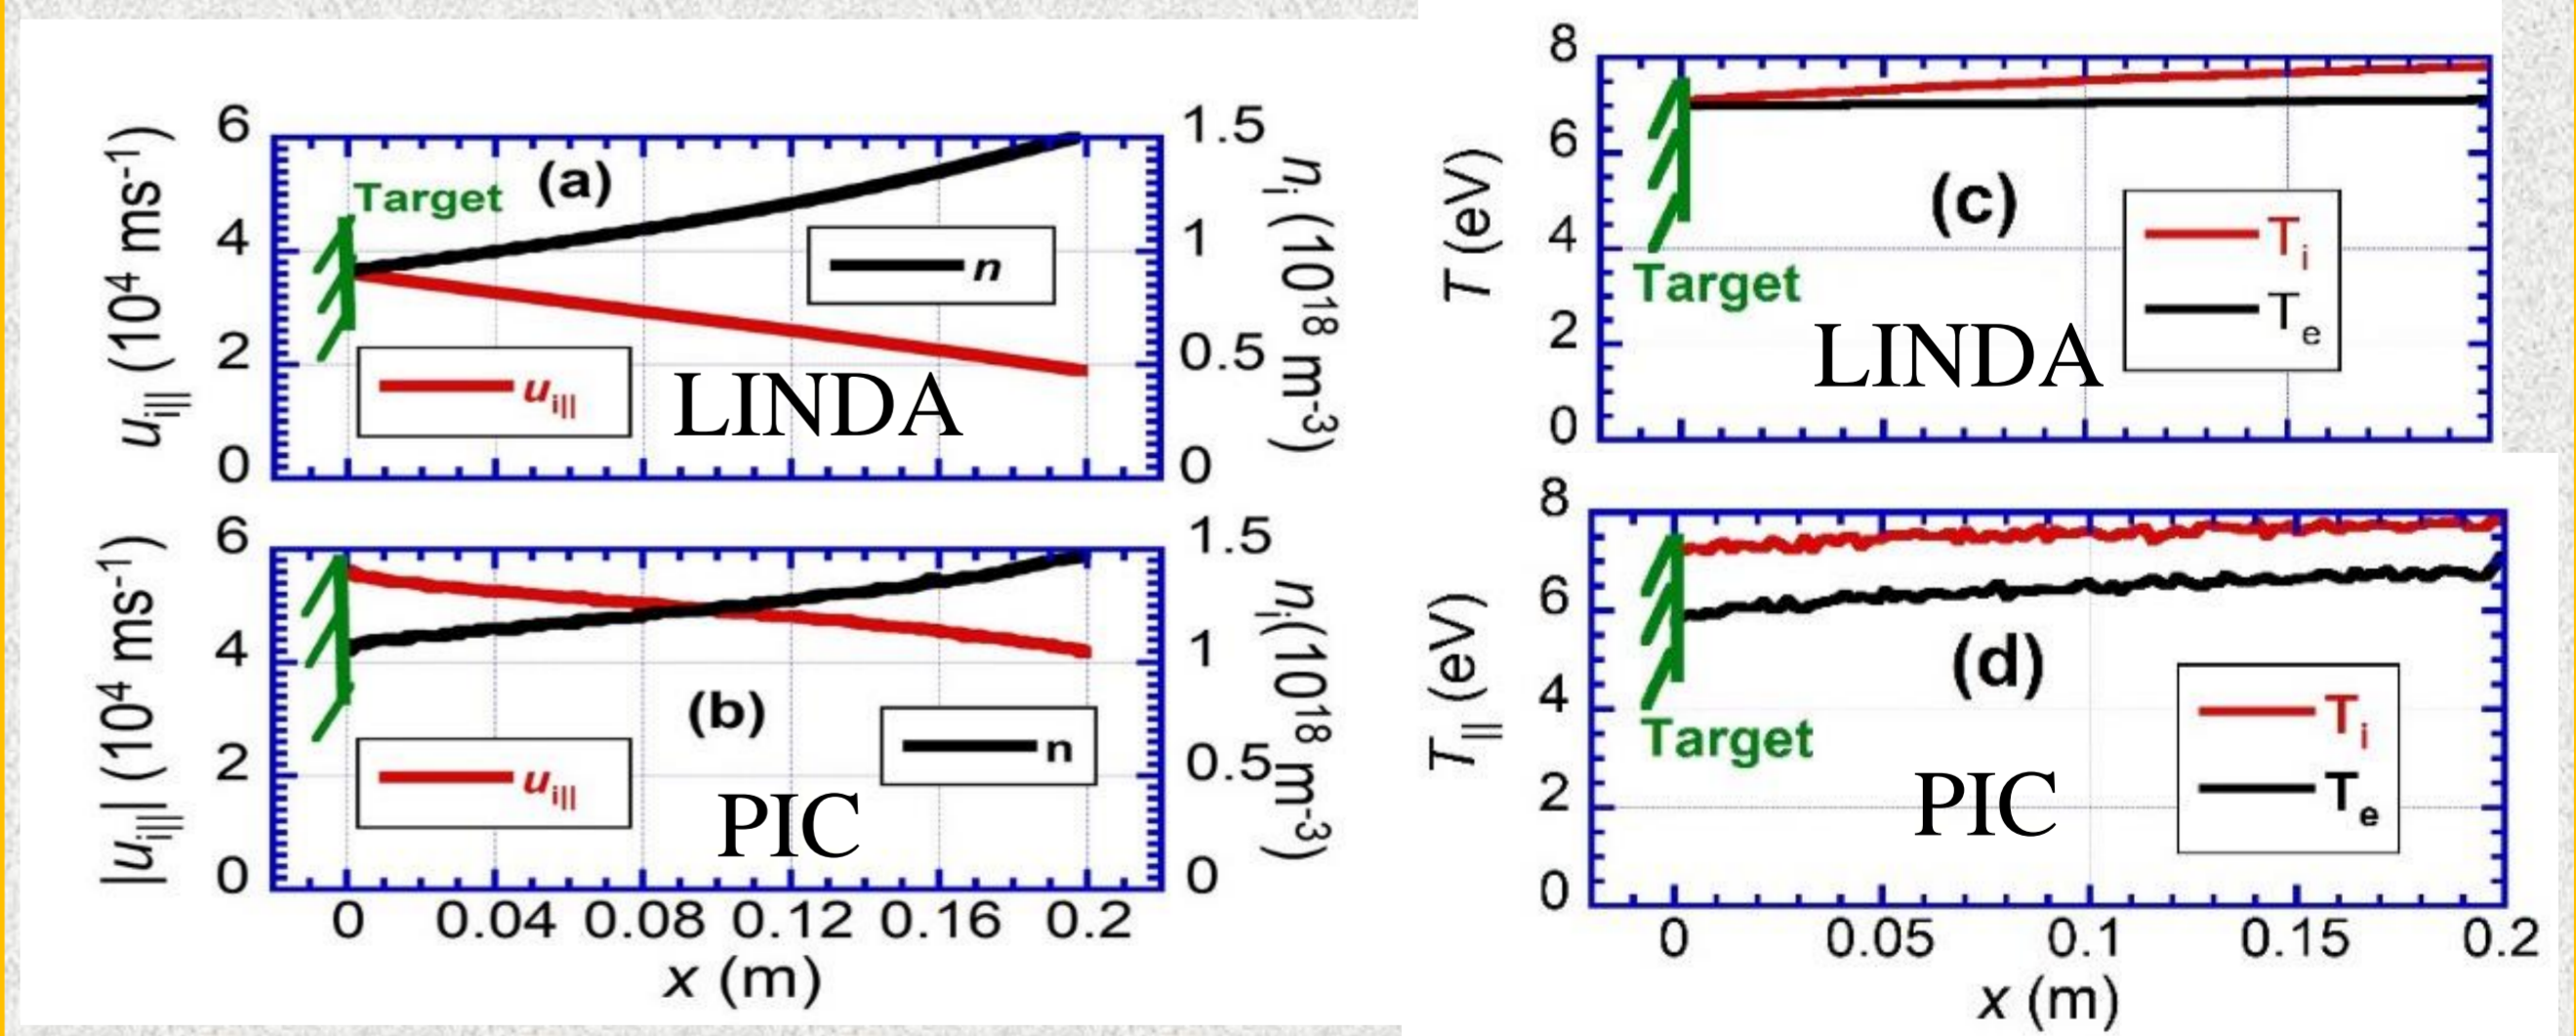 6
4
2
0
u_i|| (10^4 ms^-1)
Target
(a)
n
u_i||
LINDA
1.5
1
0.5
0
n_i (10^18 m^-3)
6
4
2
0
|u_i||| (10^4 ms^-1)
(b)
n
u_i||
PIC
1.5
1
0.5
0
n_i (10^18 m^-3)
0 0.04 0.08 0.12 0.16 0.2
x (m)
8
6
4
2
0
T (eV)
Target
(c)
T_i
T_e
LINDA
8
6
4
2
0
T_|| (eV)
Target
(d)
T_i
T_e
PIC
0 0.05 0.1 0.15 0.2
x (m)